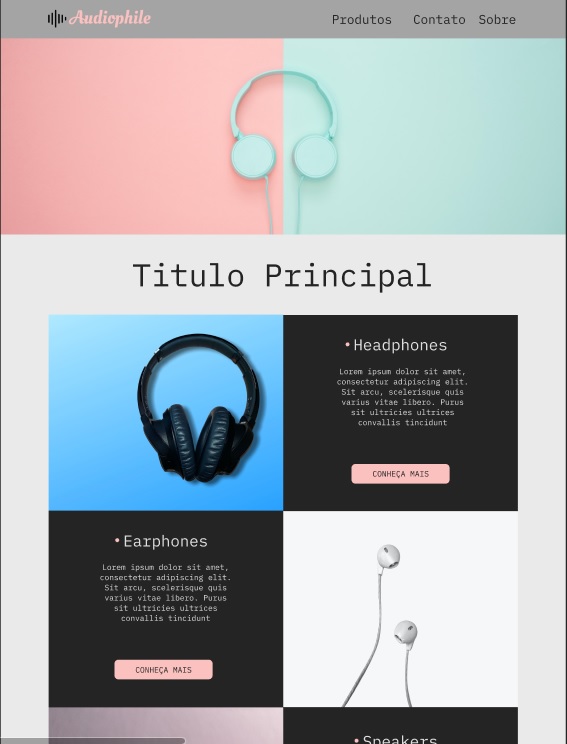 Audiophile
Produtos Contato Sobre
Titulo Principal
Headphones
Lorem ipsum dolor sit amet,
consectetur adipiscing elit.
Sit arcu, scelerisque quis
varius vitae libero. Purus
sit ultricies ultrices
convallis tincidunt
CONHEÇA MAIS
Earphones
Lorem ipsum dolor sit amet,
consectetur adipiscing elit.
Sit arcu, scelerisque quis
varius vitae libero. Purus
sit ultricies ultrices
convallis tincidunt
CONHEÇA MAIS
Speakers